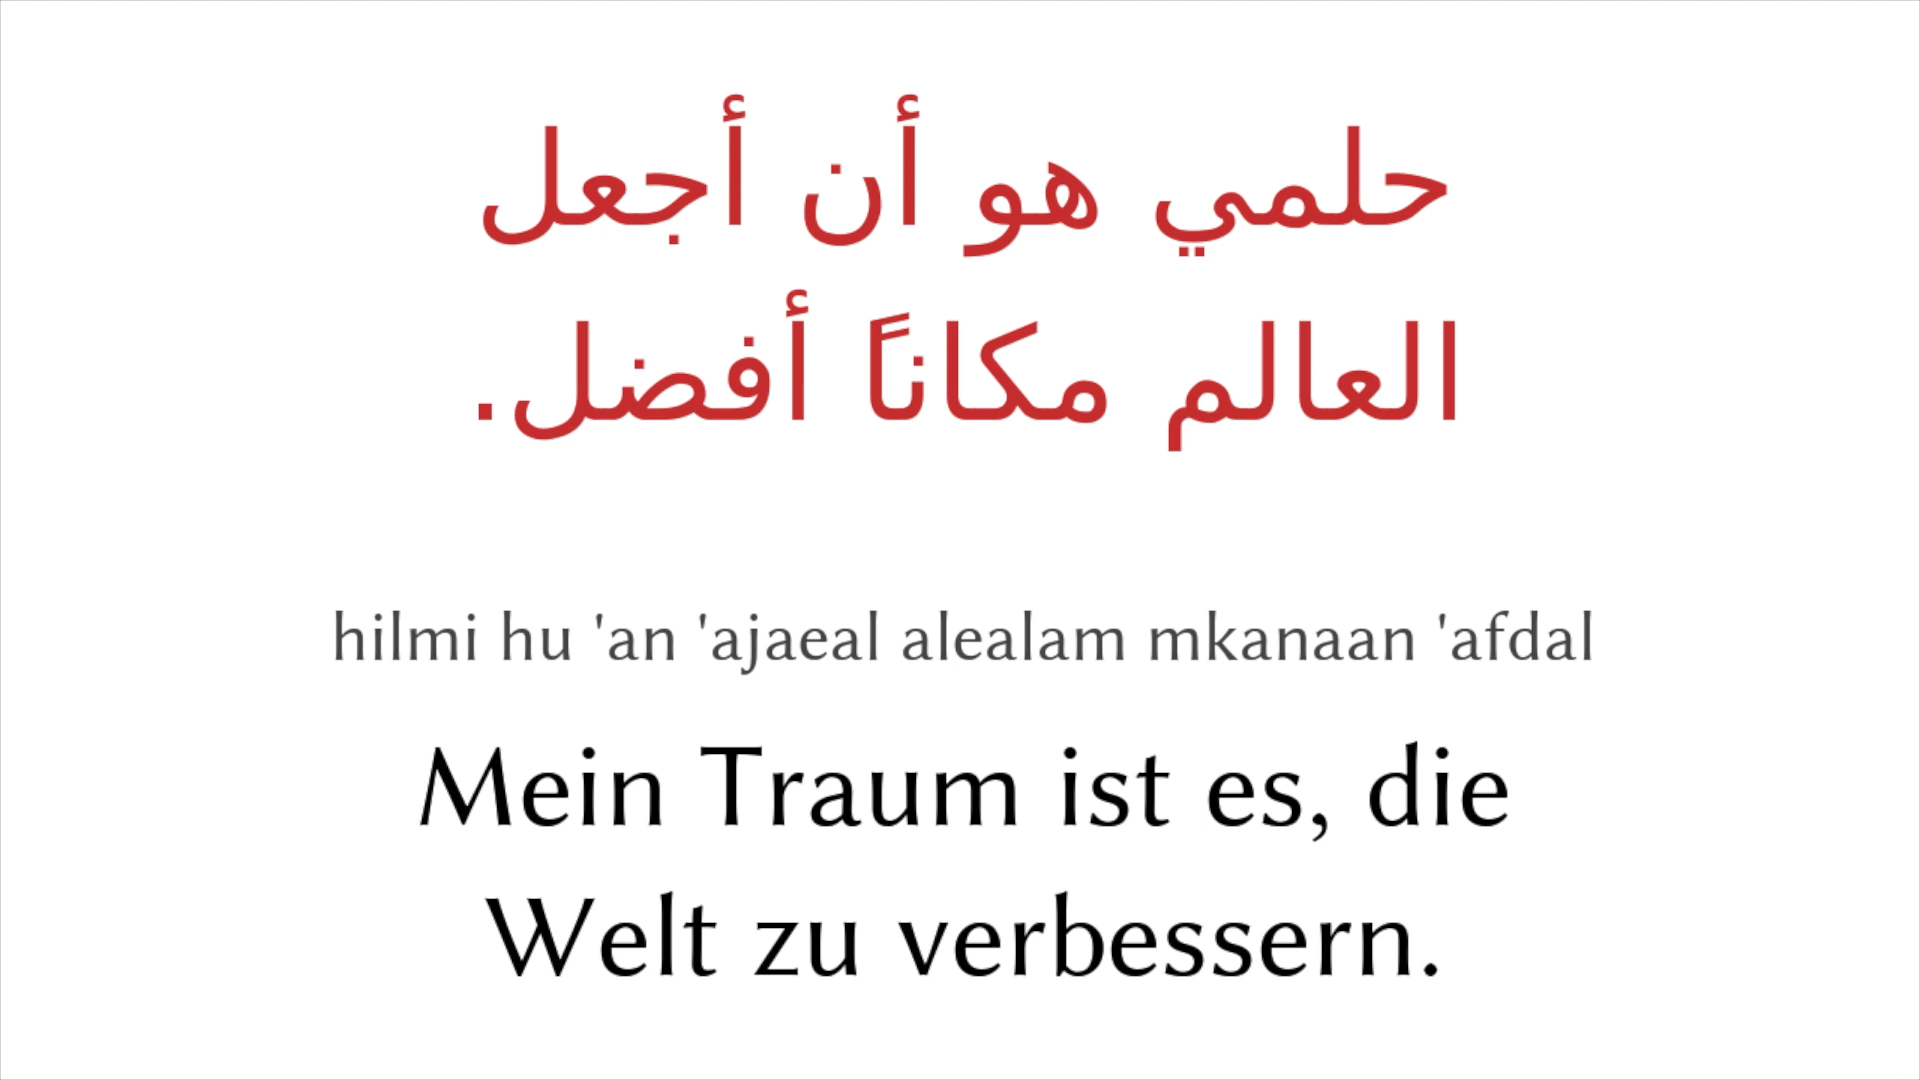 حلمي هو أن أجعل
العالم مكانًا أفضل.
hilmi hu 'an 'ajaeal alealam mkanaan 'afdal
Mein Traum ist es, die
Welt zu verbessern.